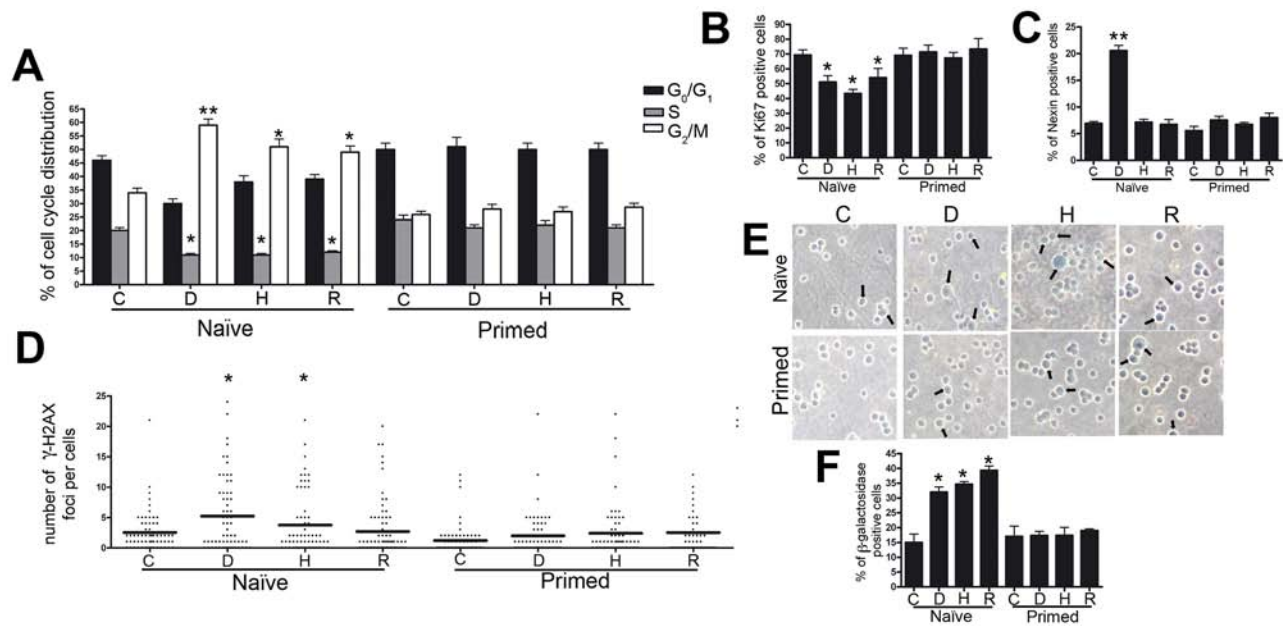 A
% of cell cycle distribution
65
60
55
50
45
40
35
30
25
20
15
10
5
0
G₀/G₁
S
G₂/M
**
*
*
*
*
*
C D H R C D H R
Naïve Primed
B
% of Ki67 positive cells
90
80
70
60
50
40
30
20
10
0
* * *
C D H R C D H R
Naïve Primed
C
% of Nexin positive cells
25
20
15
10
5
0
**
C D H R C D H R
Naïve Primed
D
number of γ-H2AX
foci per cells
25
20
15
10
5
0
* *
C D H R C D H R
Naïve Primed
E
C D H R
Naïve
Primed
F
% of β-galactosidase
positive cells
45
40
35
30
25
20
15
10
5
0
* * *
C D H R C D H R
Naïve Primed